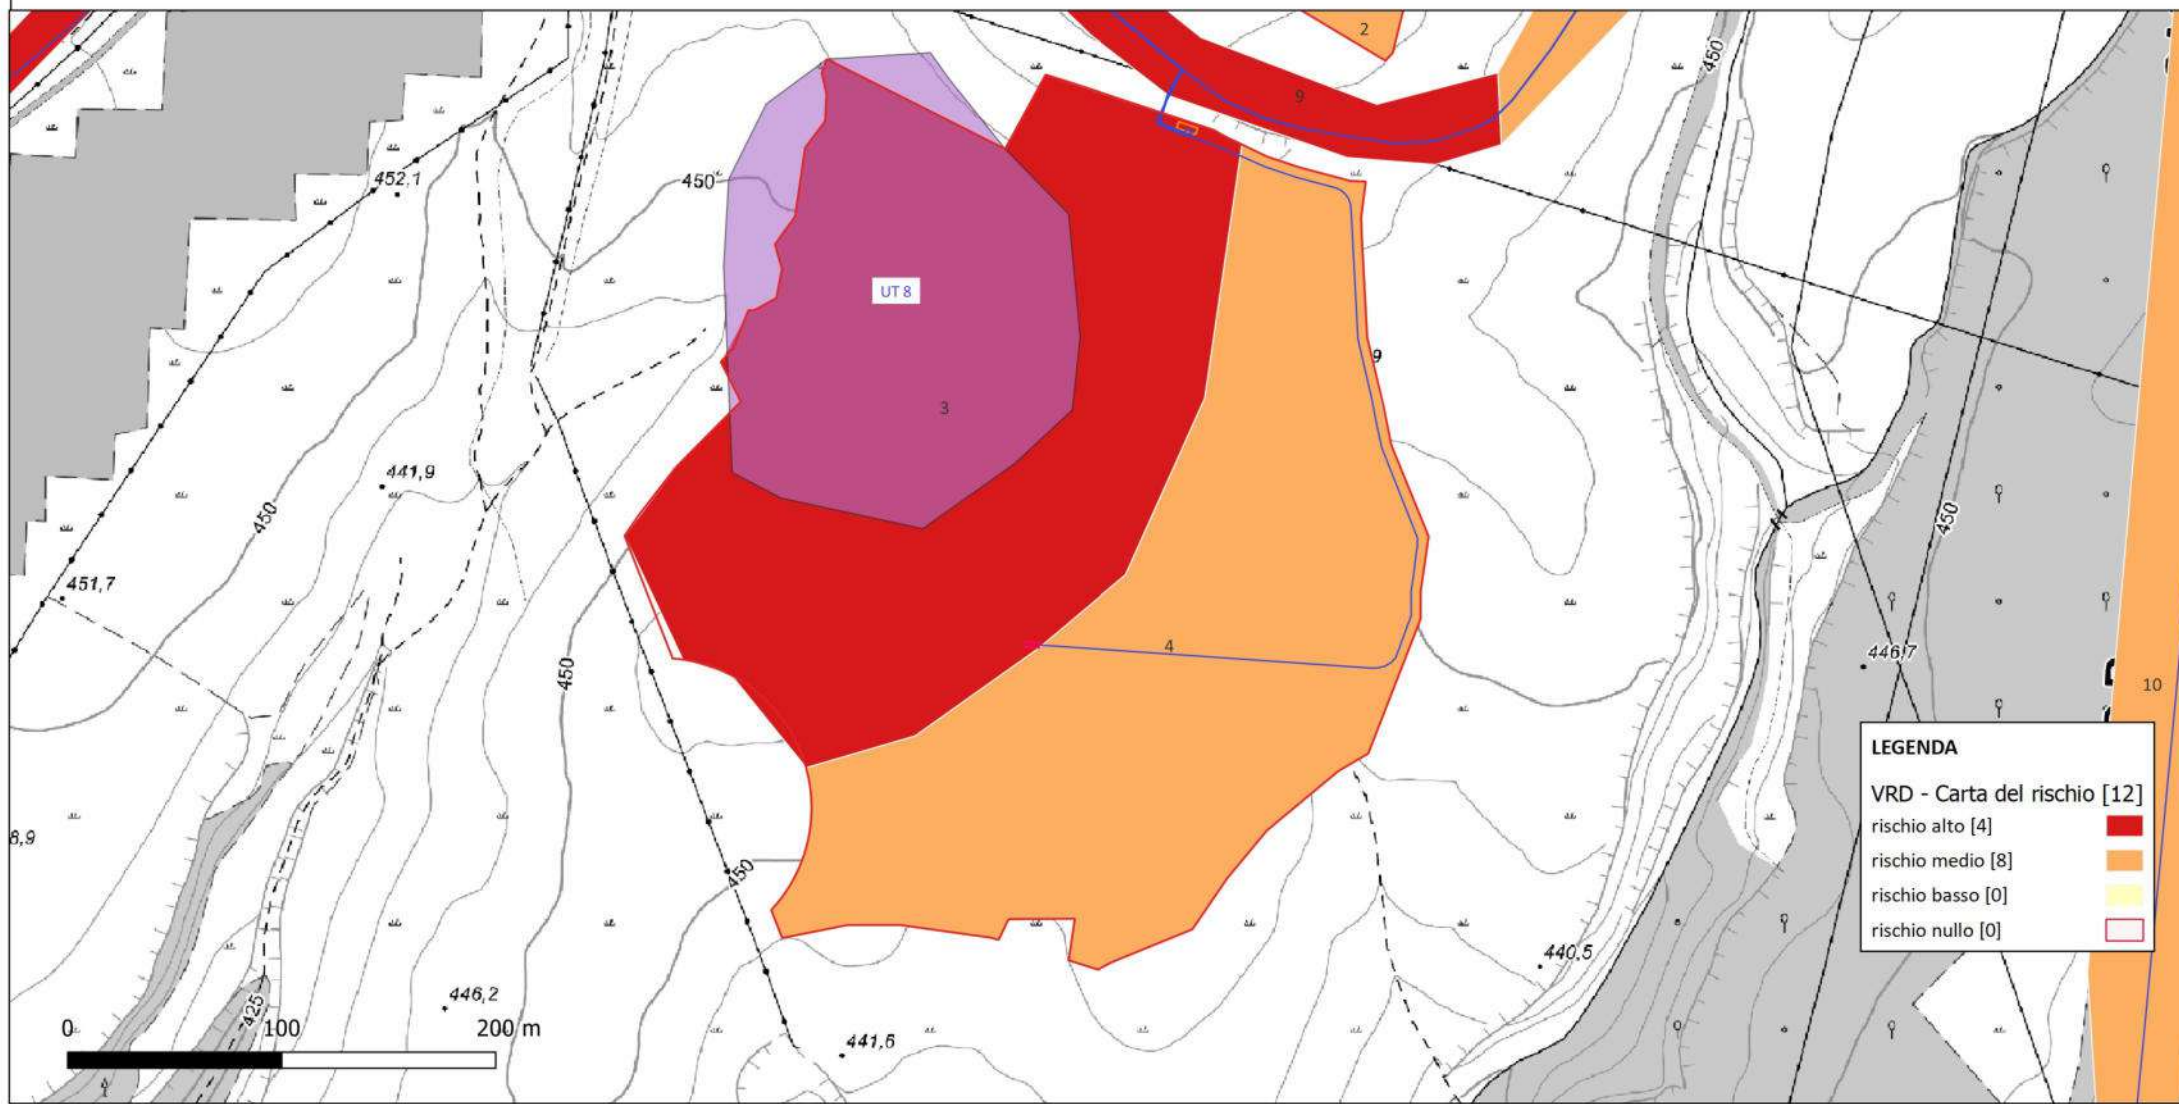 2
450
9
452,1
450
UT 8
9
3
441,9
450
450
451,7
4
446,7
450
10
LEGENDA
VRD - Carta del rischio [12]
rischio alto [4]
rischio medio [8]
rischio basso [0]
rischio nullo [0]
8,9
450
440,5
446,2
425
0 100 200 m
441,6